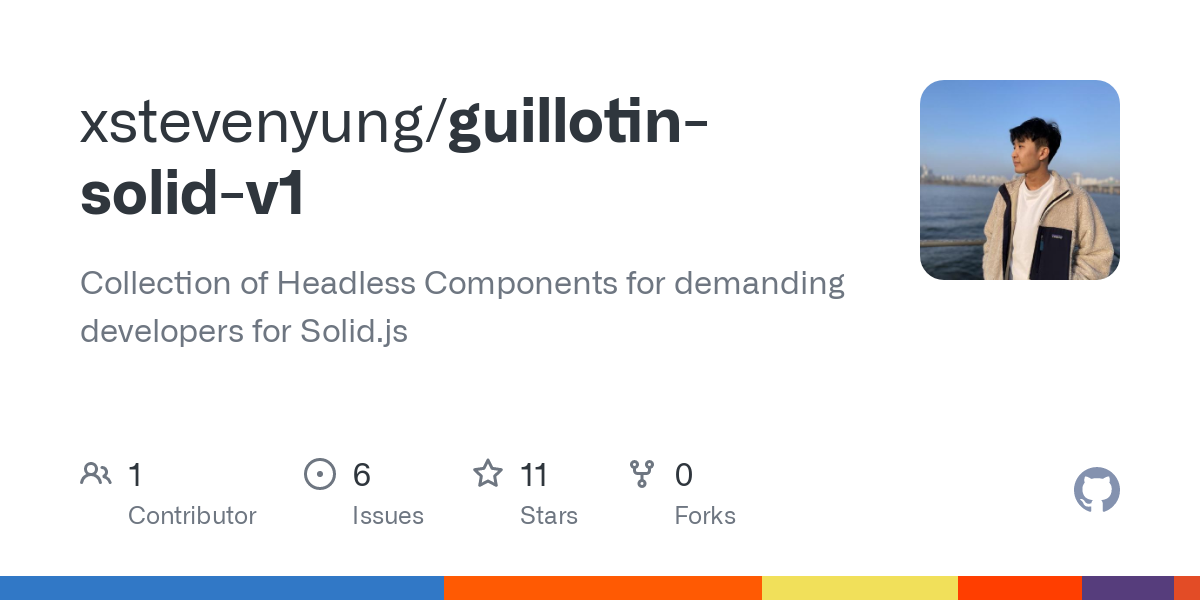 xstevenyung/guillotin-
solid-v1
Collection of Headless Components for demanding
developers for Solid.js
1 6 11 0
Contributor Issues Stars Forks